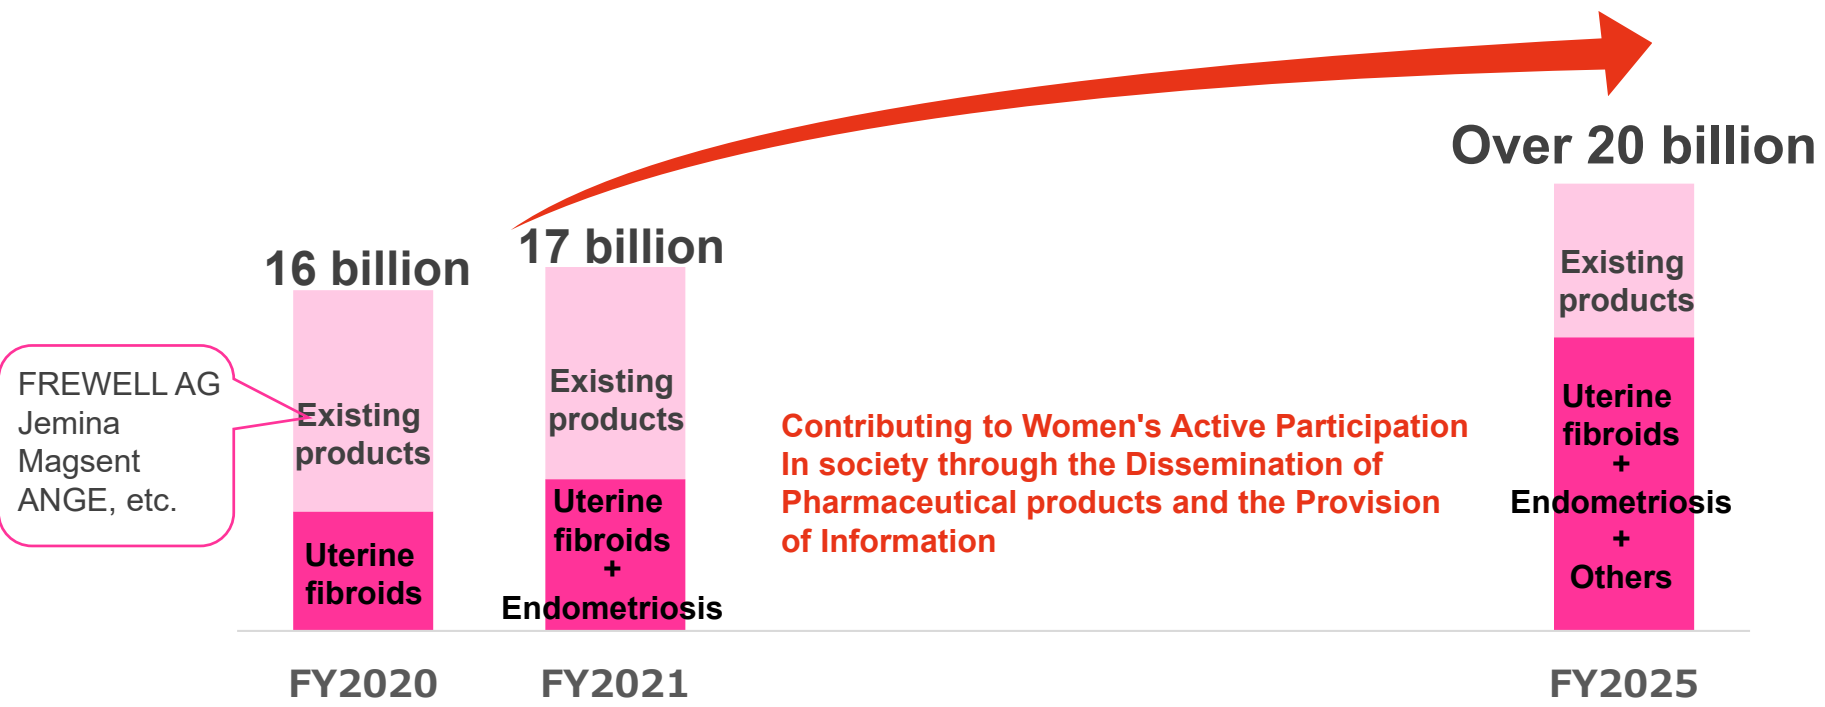 Over 20 billion
16 billion
17 billion
FREWELL AG
Jemina
Magsent
ANGE, etc.
Existing
products
Uterine
fibroids
Existing
products
Uterine
fibroids
+
Endometriosis
Contributing to Women's Active Participation
In society through the Dissemination of
Pharmaceutical products and the Provision
of Information
Existing
products
Uterine
fibroids
+
Endometriosis
+
Others
FY2020
FY2021
FY2025